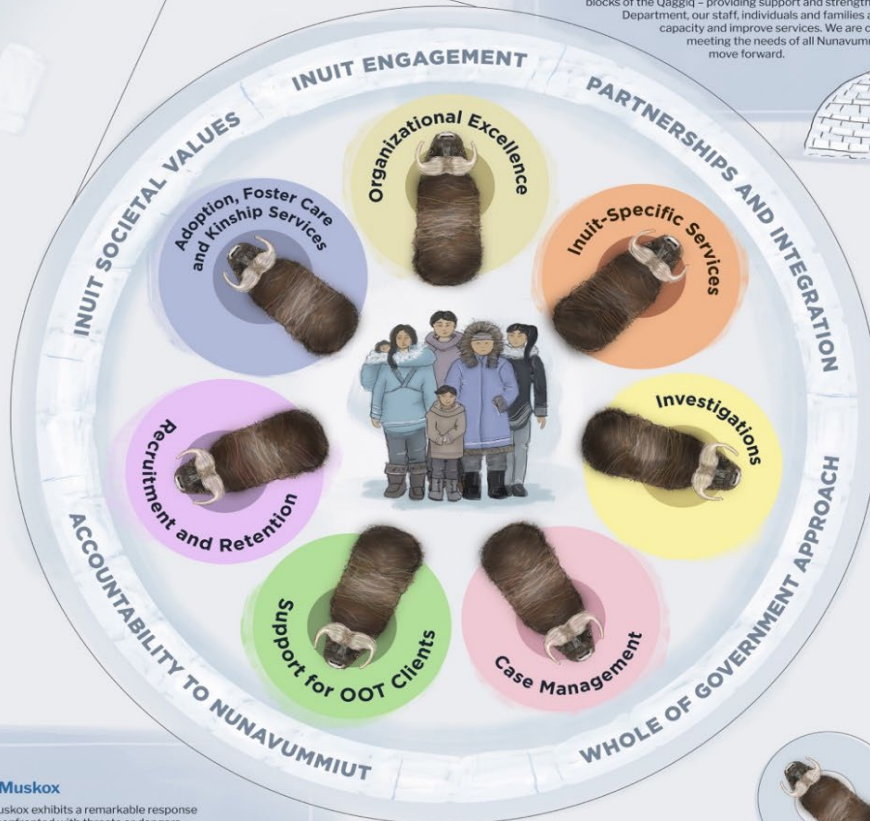 blocks of the Qaggiq – providing support and
Department, our staff, individuals and families
capacity and improve services. We are
meeting the needs of all
move forward.
INUIT ENGAGEMENT
PARTNERSHIPS AND INTEGRATION
WHOLE OF GOVERNMENT APPROACH
ACCOUNTABILITY TO NUNAVUMMIUT
INUIT SOCIETAL VALUES
Organizational Excellence
Inuit-Specific Services
Investigations
Case Management
Support for OOT Clients
Recruitment and Retention
Adoption, Foster Care
and Kinship Services
Muskox
exhibits a remarkable response
with threats